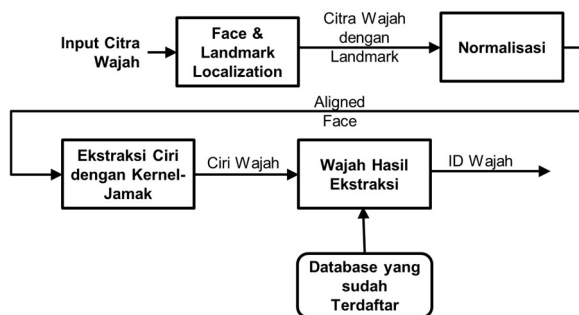 Input Citra
Wajah
Face &
Landmark
Localization
Citra Wajah
dengan
Landmark
Normalisasi
Aligned
Face
Ekstraksi Ciri
dengan Kernel-
Jamak
Ciri Wajah
Wajah Hasil
Ekstraksi
ID Wajah
Database yang
sudah
Terdaftar